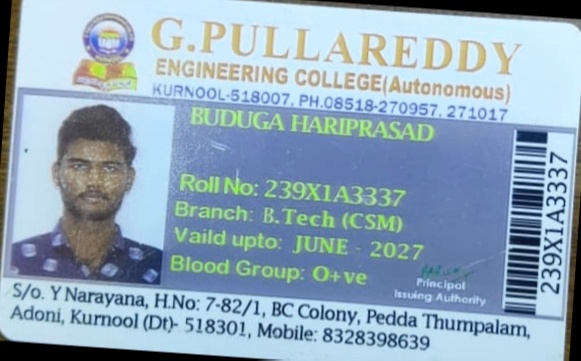 G.PULLAREDDY
ENGINEERING COLLEGE(Autonomous)
KURNOOL-518007, PH.08518-270957, 271017
BUDUGA HARIPRASAD
Roll No: 239X1A3337
Branch: B.Tech (CSM)
Vaild upto: JUNE - 2027
Blood Group: O+ve
Principal
Issuing Authority
239X1A3337
S/o. Y Narayana, H.No: 7-82/1, BC Colony, Pedda Thumpalam,
Adoni, Kurnool (Dt)- 518301, Mobile: 8328398639